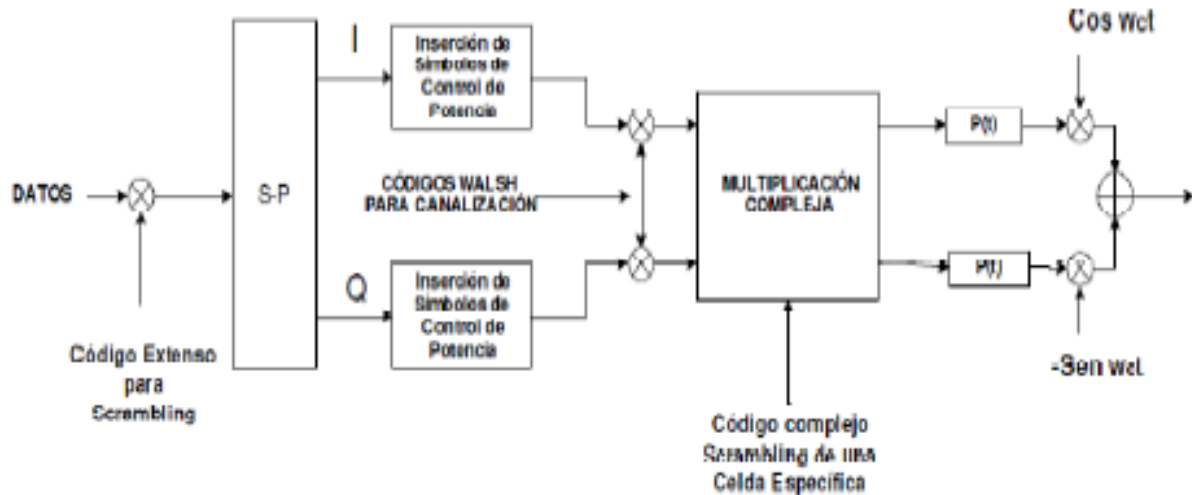 Cos wct
I
Inserción de
Símbolos de
Control de
Potencia
P(t)
DATOS
S-P
CÓDIGOS WALSH
PARA CANALIZACIÓN
MULTIPLICACIÓN
COMPLEJA
Q
Inserción de
Símbolos de
Control de
Potencia
P(t)
Código Extenso
para
Scrambling
-Sen wct
Código complejo
Scrambling de una
Celda Específica